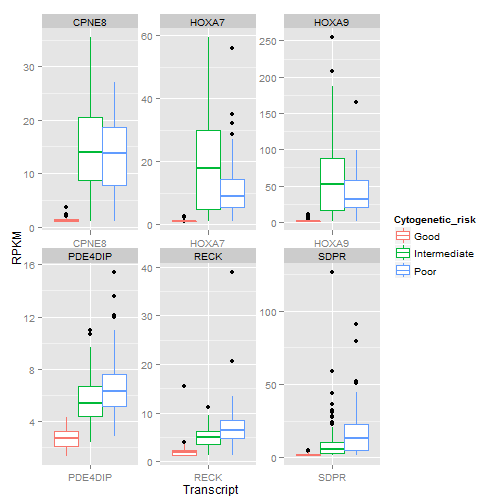 CPNE8 HOXA7 HOXA9
30
20
10
0
60
40
20
0
250
200
150
100
50
0
CPNE8 HOXA7 HOXA9
PDE4DIP RECK SDPR
16
12
8
4
40
30
20
10
0
100
50
0
PDE4DIP RECK SDPR
RPKM
Transcript
Cytogenetic_risk
Good
Intermediate
Poor